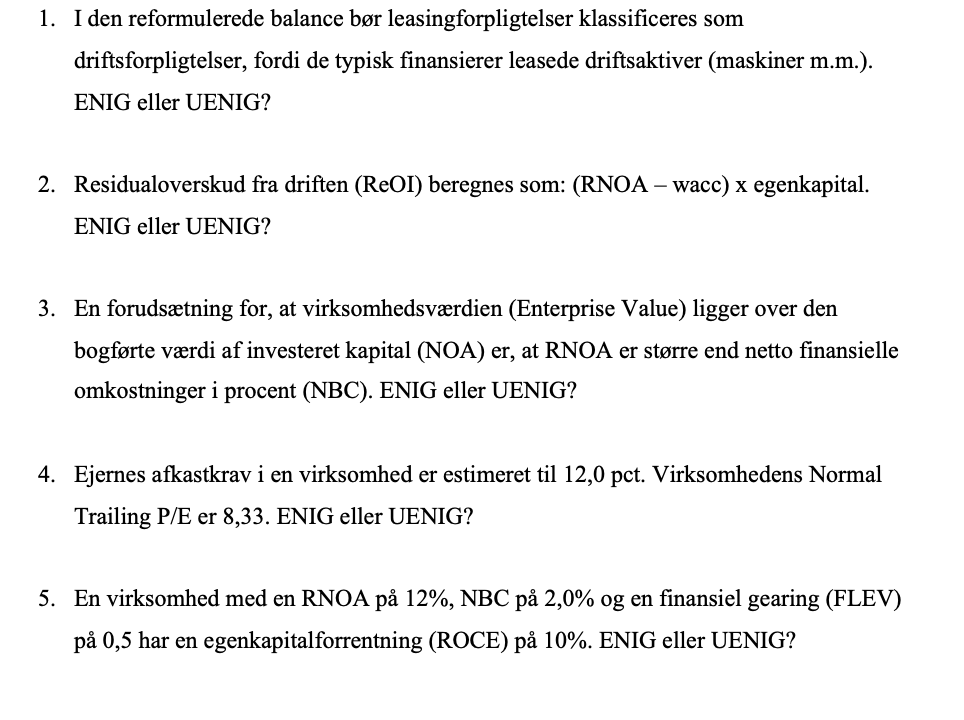 1. I den reformulerede balance bør leasingforpligtelser klassificeres som
driftsforpligtelser, fordi de typisk finansierer leasede driftsaktiver (maskiner m.m.).
ENIG eller UENIG?
2. Residualoverskud fra driften (ReOI) beregnes som: (RNOA – wacc) x egenkapital.
ENIG eller UENIG?
3. En forudsætning for, at virksomhedsværdien (Enterprise Value) ligger over den
bogførte værdi af investeret kapital (NOA) er, at RNOA er større end netto finansielle
omkostninger i procent (NBC). ENIG eller UENIG?
4. Ejernes afkastkrav i en virksomhed er estimeret til 12,0 pct. Virksomhedens Normal
Trailing P/E er 8,33. ENIG eller UENIG?
5. En virksomhed med en RNOA på 12%, NBC på 2,0% og en finansiel gearing (FLEV)
på 0,5 har en egenkapitalforrentning (ROCE) på 10%. ENIG eller UENIG?